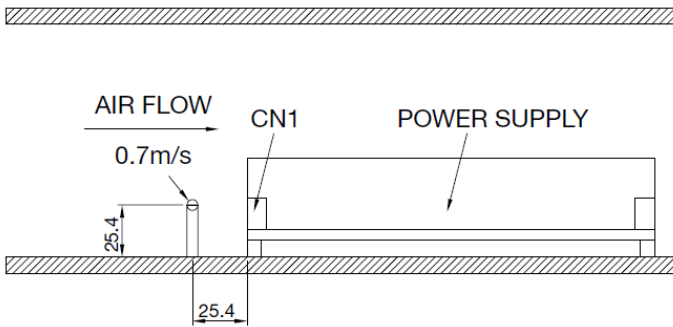 AIR FLOW
CN1
POWER SUPPLY
0.7m/s
25.4
25.4